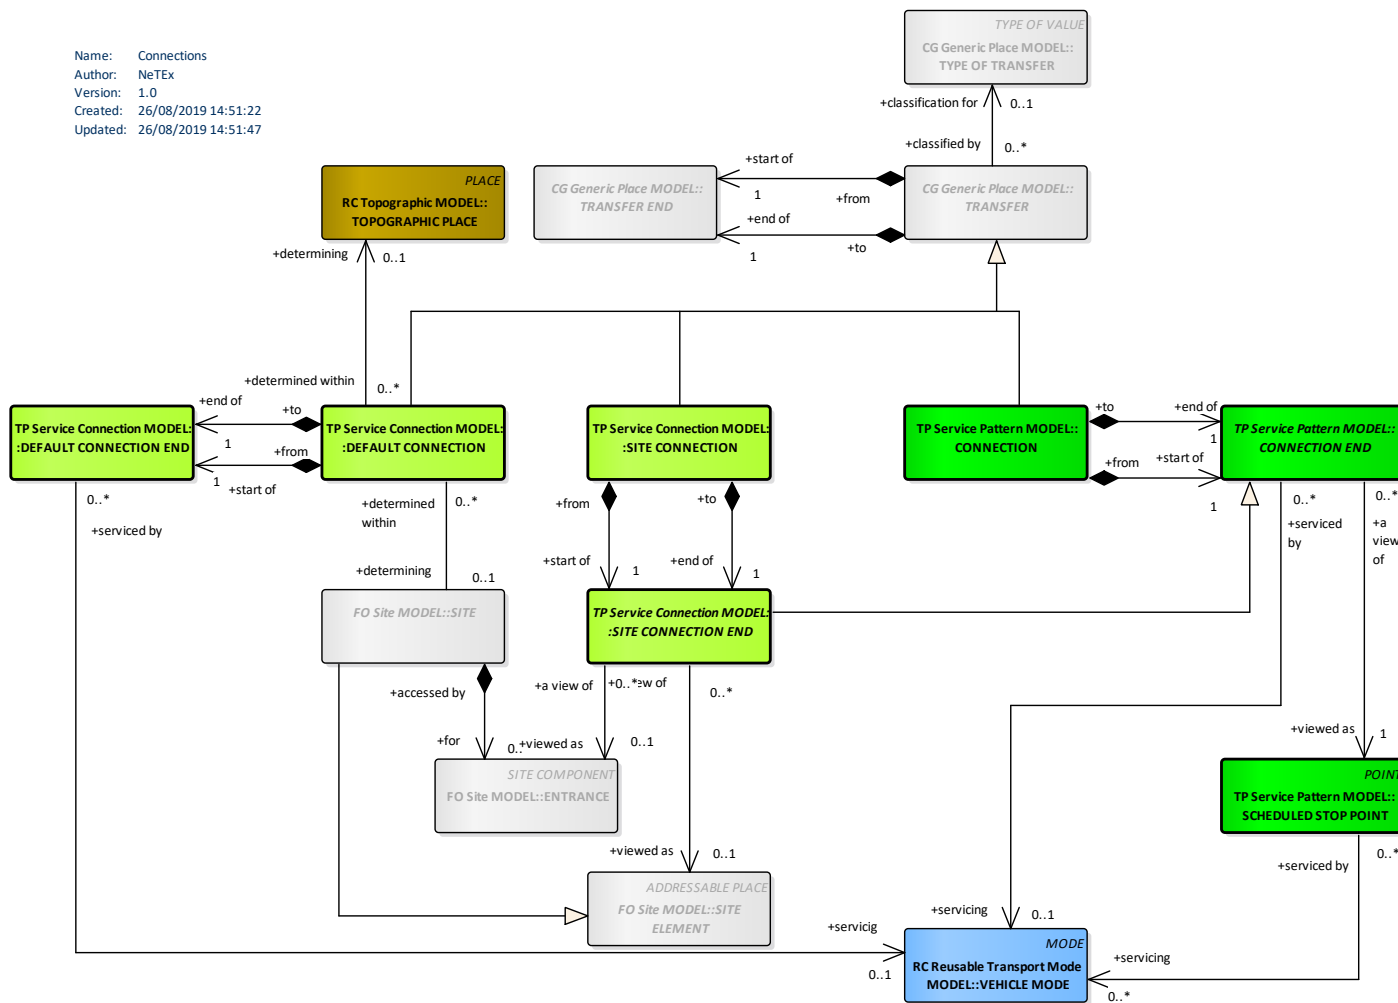 Name: Connections
Author: NeTEx
Version: 1.0
Created: 26/08/2019 14:51:22
Updated: 26/08/2019 14:51:47
TYPE OF VALUE
CG Generic Place MODEL::
TYPE OF TRANSFER
+classification for
0..1
+classified by
0..*
PLACE
RC Topographic MODEL::
TOPOGRAPHIC PLACE
CG Generic Place MODEL::
TRANSFER END
+start of
1
+from
+end of
1
+to
CG Generic Place MODEL::
TRANSFER
+determining
0..1
+determined within
0..*
TP Service Connection MODEL:
:DEFAULT CONNECTION END
+end of
+to
1
+from
1
+start of
TP Service Connection MODEL:
:DEFAULT CONNECTION
TP Service Connection MODEL:
:SITE CONNECTION
TP Service Pattern MODEL::
CONNECTION
+to
+end of
1
+from
+start of
1
TP Service Pattern MODEL::
CONNECTION END
0..*
+serviced by
+determined
within
0..*
+from
+to
0..*
+serviced
by
0..*
+a
view
of
+determining
0..1
+start of
1
+end of
1
FO Site MODEL::SITE
TP Service Connection MODEL:
:SITE CONNECTION END
+accessed by
+a view of
+0..*ew of
0..*
+for
0..
+viewed as
0..1
+viewed as
1
SITE COMPONENT
FO Site MODEL::ENTRANCE
POINT
TP Service Pattern MODEL::
SCHEDULED STOP POINT
+viewed as
0..1
+serviced by
0..*
ADDRESSABLE PLACE
FO Site MODEL::SITE
ELEMENT
+servicig
0..1
+servicing
0..1
MODE
RC Reusable Transport Mode
MODEL::VEHICLE MODE
+servicing
0..*